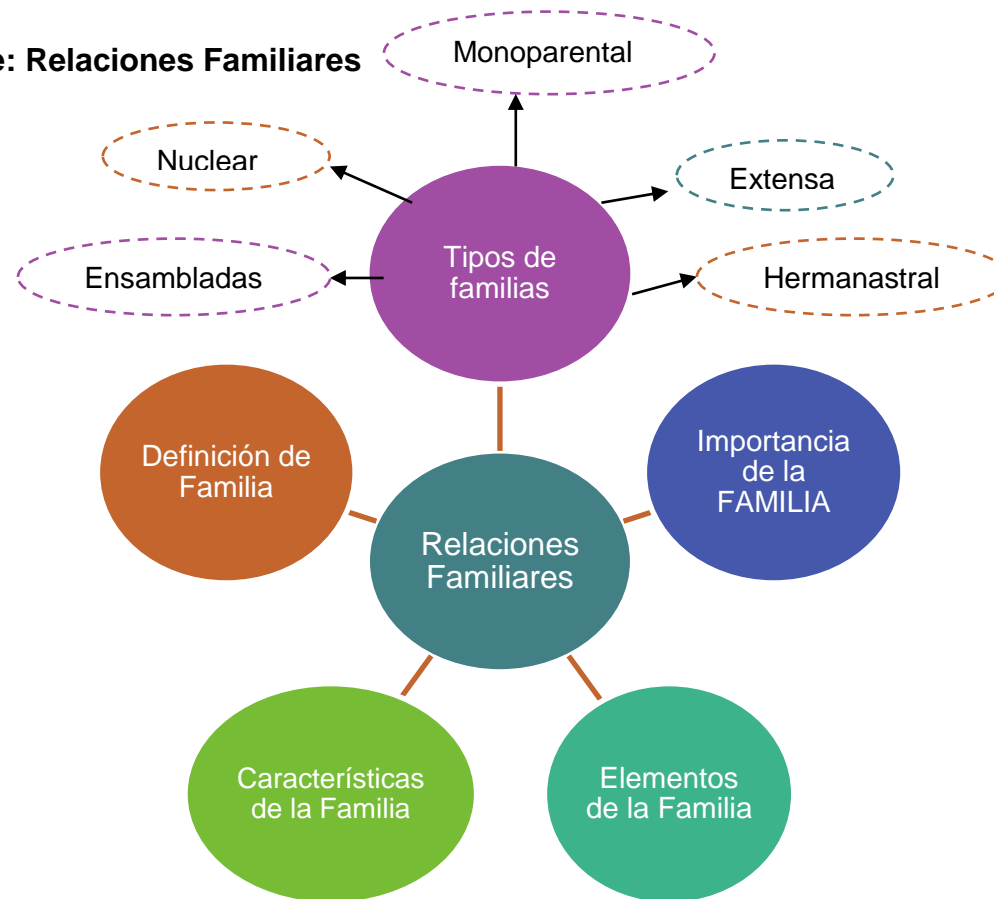 e: Relaciones Familiares
Monoparental
Nuclear
Extensa
Ensambladas
Tipos de
familias
Hermanastral
Definición de
Familia
Importancia
de la
FAMILIA
Relaciones
Familiares
Características
de la Familia
Elementos
de la Familia